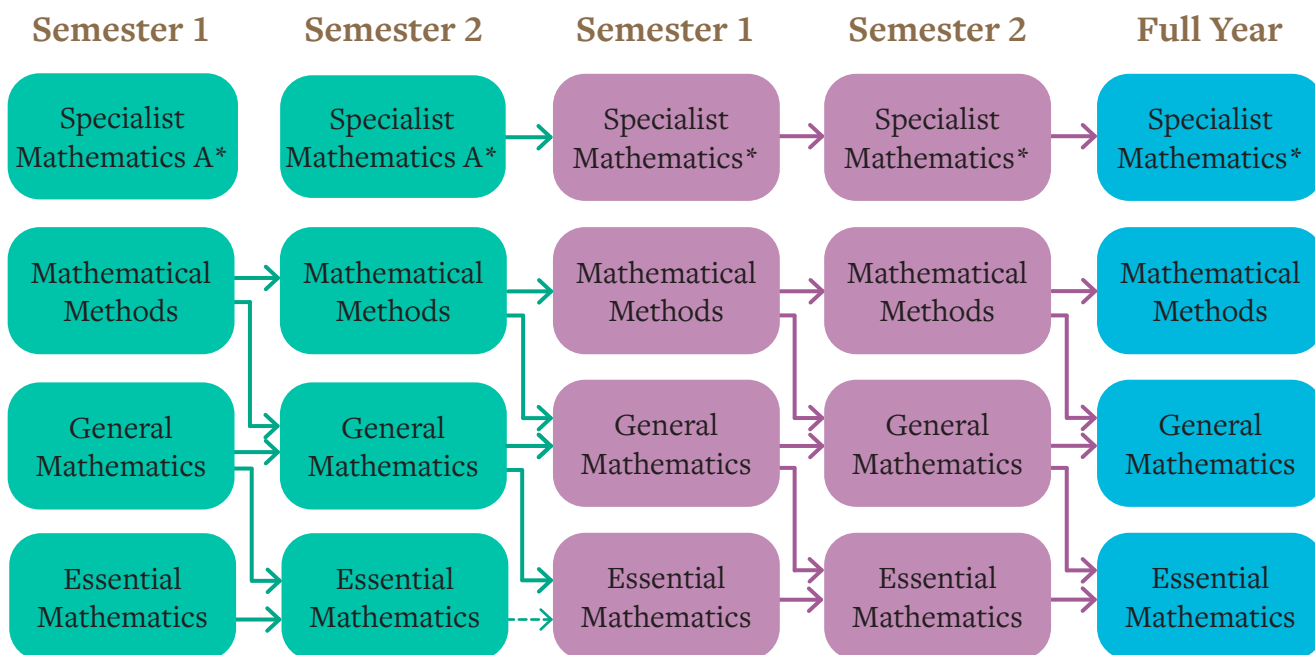 Semester 1
Semester 2
Semester 1
Semester 2
Full Year
Specialist
Mathematics A*
Specialist
Mathematics A*
Specialist
Mathematics*
Specialist
Mathematics*
Specialist
Mathematics*
Mathematical
Methods
Mathematical
Methods
Mathematical
Methods
Mathematical
Methods
Mathematical
Methods
General
Mathematics
General
Mathematics
General
Mathematics
General
Mathematics
General
Mathematics
Essential
Mathematics
Essential
Mathematics
Essential
Mathematics
Essential
Mathematics
Essential
Mathematics